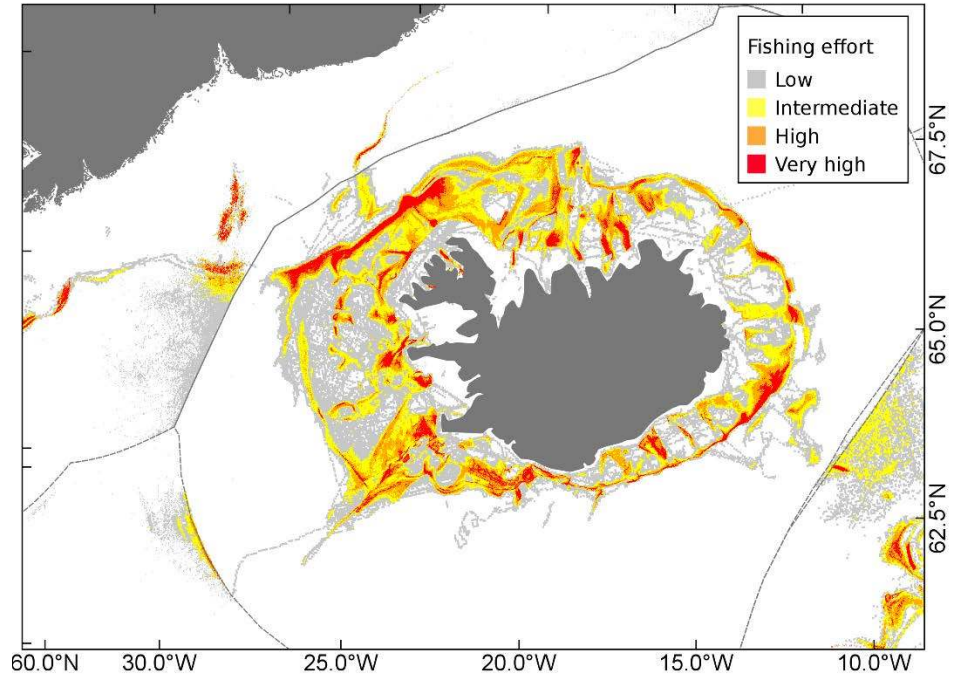 Fishing effort
Low
Intermediate
High
Very high
67.5°N
65.0°N
62.5°N
60.0°N 30.0°W 25.0°W 20.0°W 15.0°W 10.0°W